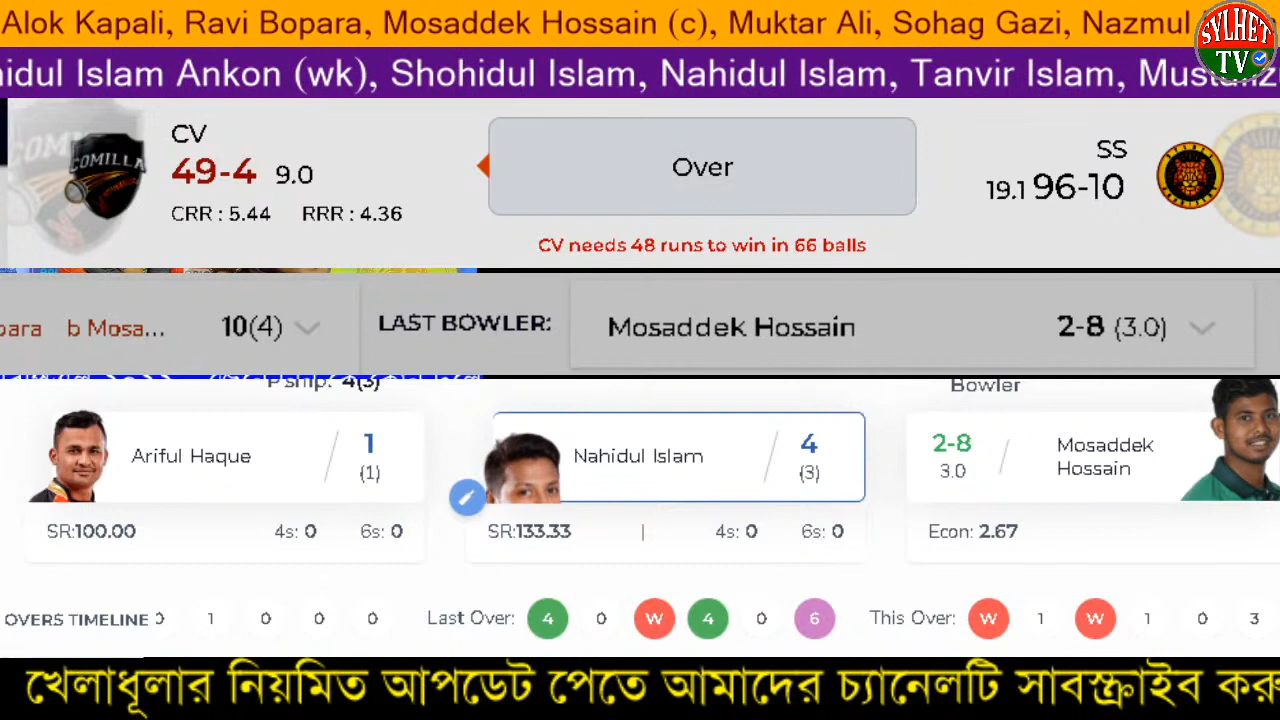 Alok Kapali, Ravi Bopara, Mosaddek Hossain (c), Muktar Ali, Sohag Gazi, Nazmul
SYLHET TV
Islam Ankon (wk), Shohidul Islam, Nahidul Islam, Tanvir Islam,
COMILLA
CV
49-4 9.0
CRR : 5.44 RRR : 4.36
Over
CV needs 48 runs to win in 66 balls
SS
19.1 96-10
b Mosa... 10(4)
LAST BOWLER:
Mosaddek Hossain 2-8 (3.0)
P'ship: 4(3)
Bowler
Ariful Haque 1 (1)
SR:100.00 4s: 0 6s: 0
Nahidul Islam 4 (3)
SR:133.33 | 4s: 0 6s: 0
2-8 3.0 Mosaddek Hossain
Econ: 2.67
OVERS TIMELINE 1 0 0 0 Last Over: 4 0 W 4 0 6 This Over: W 1 W 1 0 3
খেলাধূলার নিয়মিত আপডেট পেতে আমাদের চ্যানেলটি সাবস্ক্রাইব